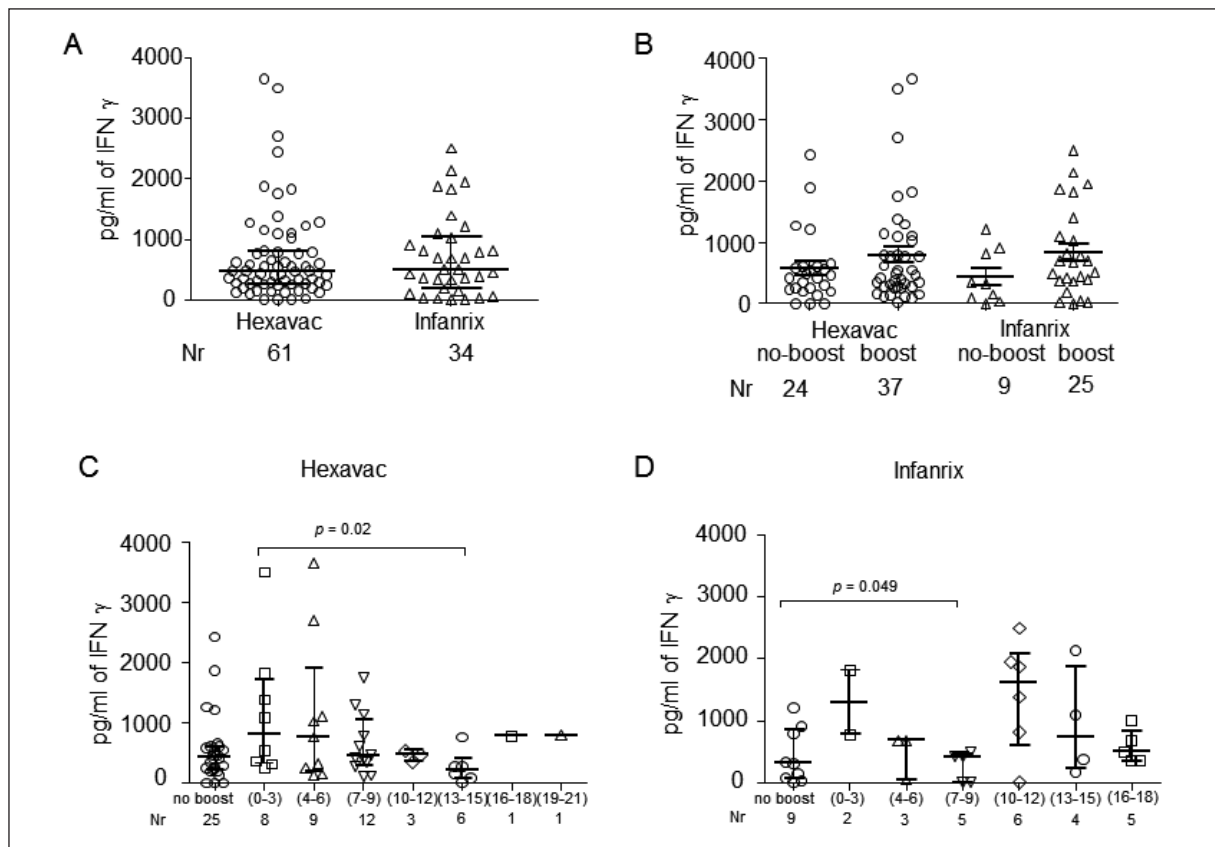 A
4000
3000
2000
1000
0
pg/ml of IFN γ
Hexavac Infanrix
Nr 61 34
B
4000
3000
2000
1000
0
pg/ml of IFN γ
Hexavac Infanrix
no-boost boost no-boost boost
Nr 24 37 9 25
C Hexavac
p = 0.02
4000
3000
2000
1000
0
pg/ml of IFN γ
no boost (0-3) (4-6) (7-9) (10-12) (13-15) (16-18) (19-21)
Nr 25 8 9 12 3 6 1 1
D Infanrix
p = 0.049
4000
3000
2000
1000
0
pg/ml of IFN γ
no boost (0-3) (4-6) (7-9) (10-12) (13-15) (16-18)
Nr 9 2 3 5 6 4 5